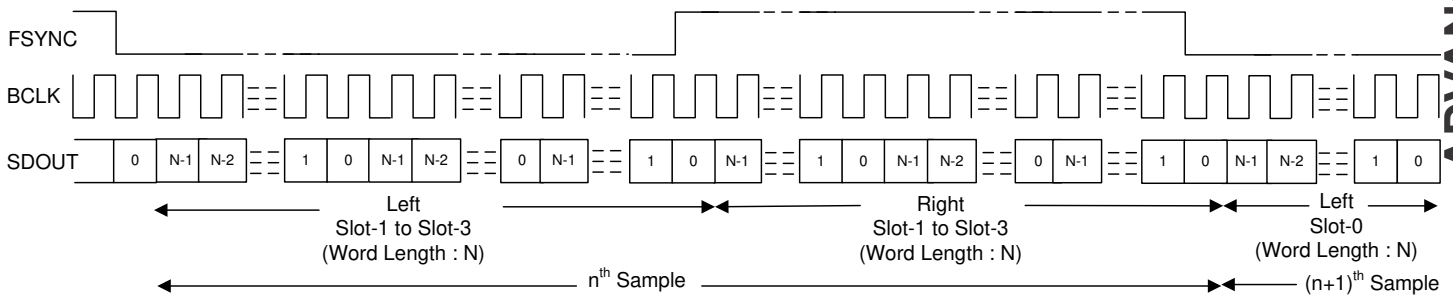 FSYNC
BCLK
SDOUT 0 N-1 N-2 1 0 N-1 N-2 0 N-1 1 0 N-1 1 0 N-1 N-2 0 N-1 1 0 N-1 N-2 1 0
Left Right Left
Slot-1 to Slot-3 Slot-1 to Slot-3 Slot-0
(Word Length : N) (Word Length : N) (Word Length : N)
nth Sample (n+1)th Sample